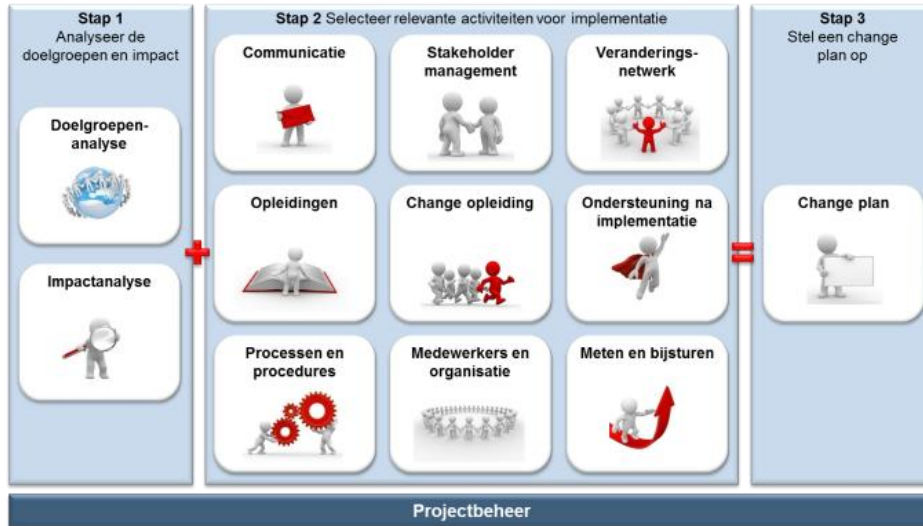 Stap 1
Analyseer de
doelgroepen en impact
Doelgroepen-
analyse
Impactanalyse
Stap 2 Selecteer relevante activiteiten voor implementatie
Communicatie
Stakeholder
management
Veranderings-
netwerk
Opleidingen
Change opleiding
Ondersteuning na
implementatie
Processen en
procedures
Medewerkers en
organisatie
Meten en bijsturen
Stap 3
Stel een change
plan op
Change plan
Projectbeheer